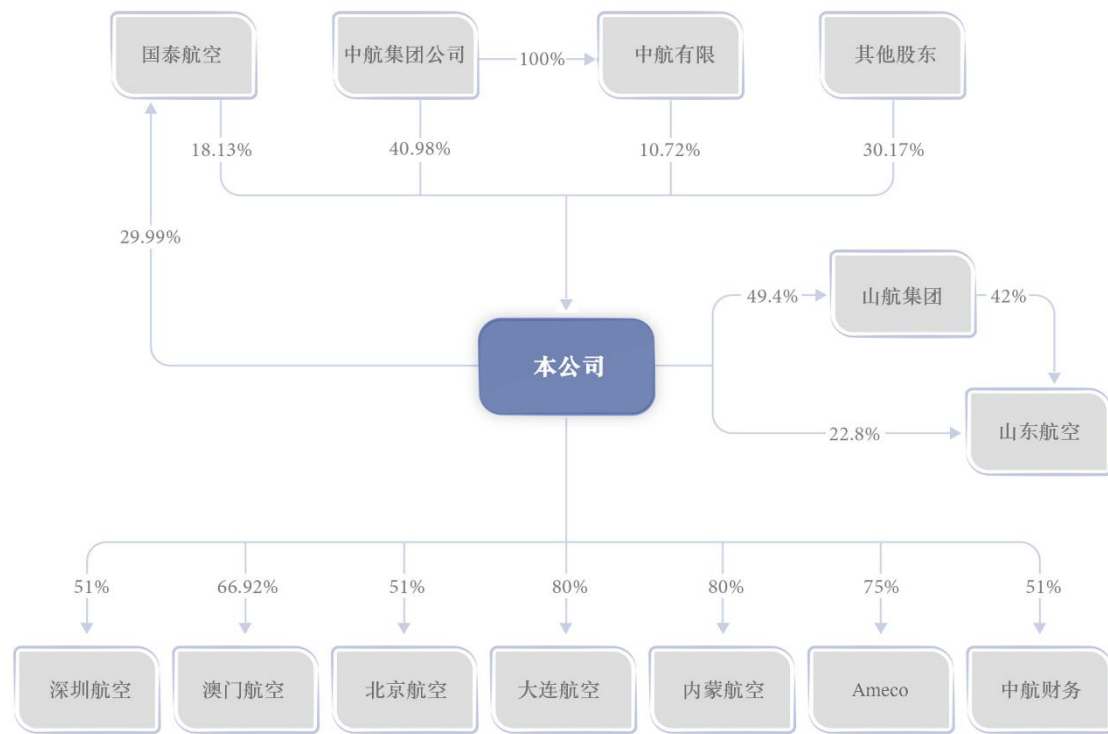 国泰航空
中航集团公司
100%
中航有限
其他股东
18.13%
40.98%
10.72%
30.17%
29.99%
49.4%
山航集团
42%
本公司
22.8%
山东航空
51%
66.92%
51%
80%
80%
75%
51%
深圳航空
澳门航空
北京航空
大连航空
内蒙航空
Ameco
中航财务